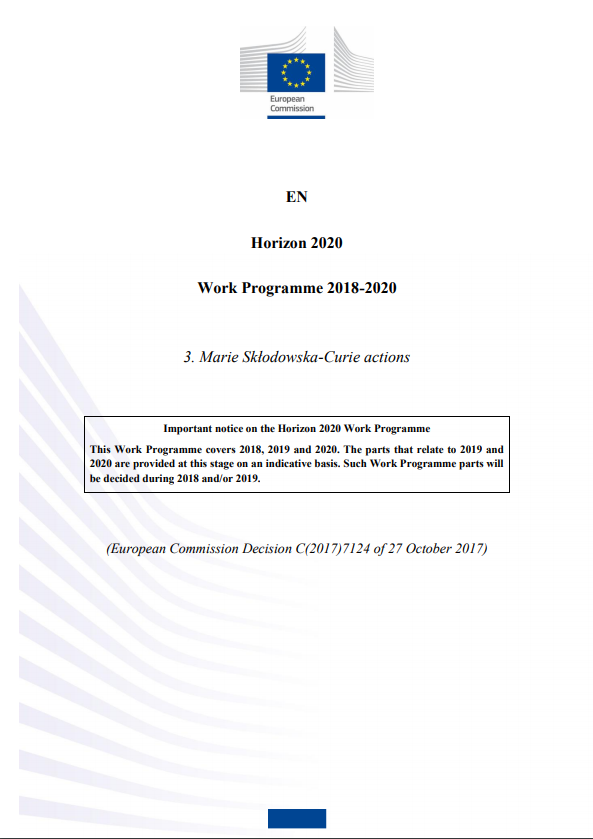 European
Commission
EN
Horizon 2020
Work Programme 2018-2020
3. Marie Skłodowska-Curie actions
Important notice on the Horizon 2020 Work Programme
This Work Programme covers 2018, 2019 and 2020. The parts that relate to 2019 and
2020 are provided at this stage on an indicative basis. Such Work Programme parts will
be decided during 2018 and/or 2019.
(European Commission Decision C(2017)7124 of 27 October 2017)